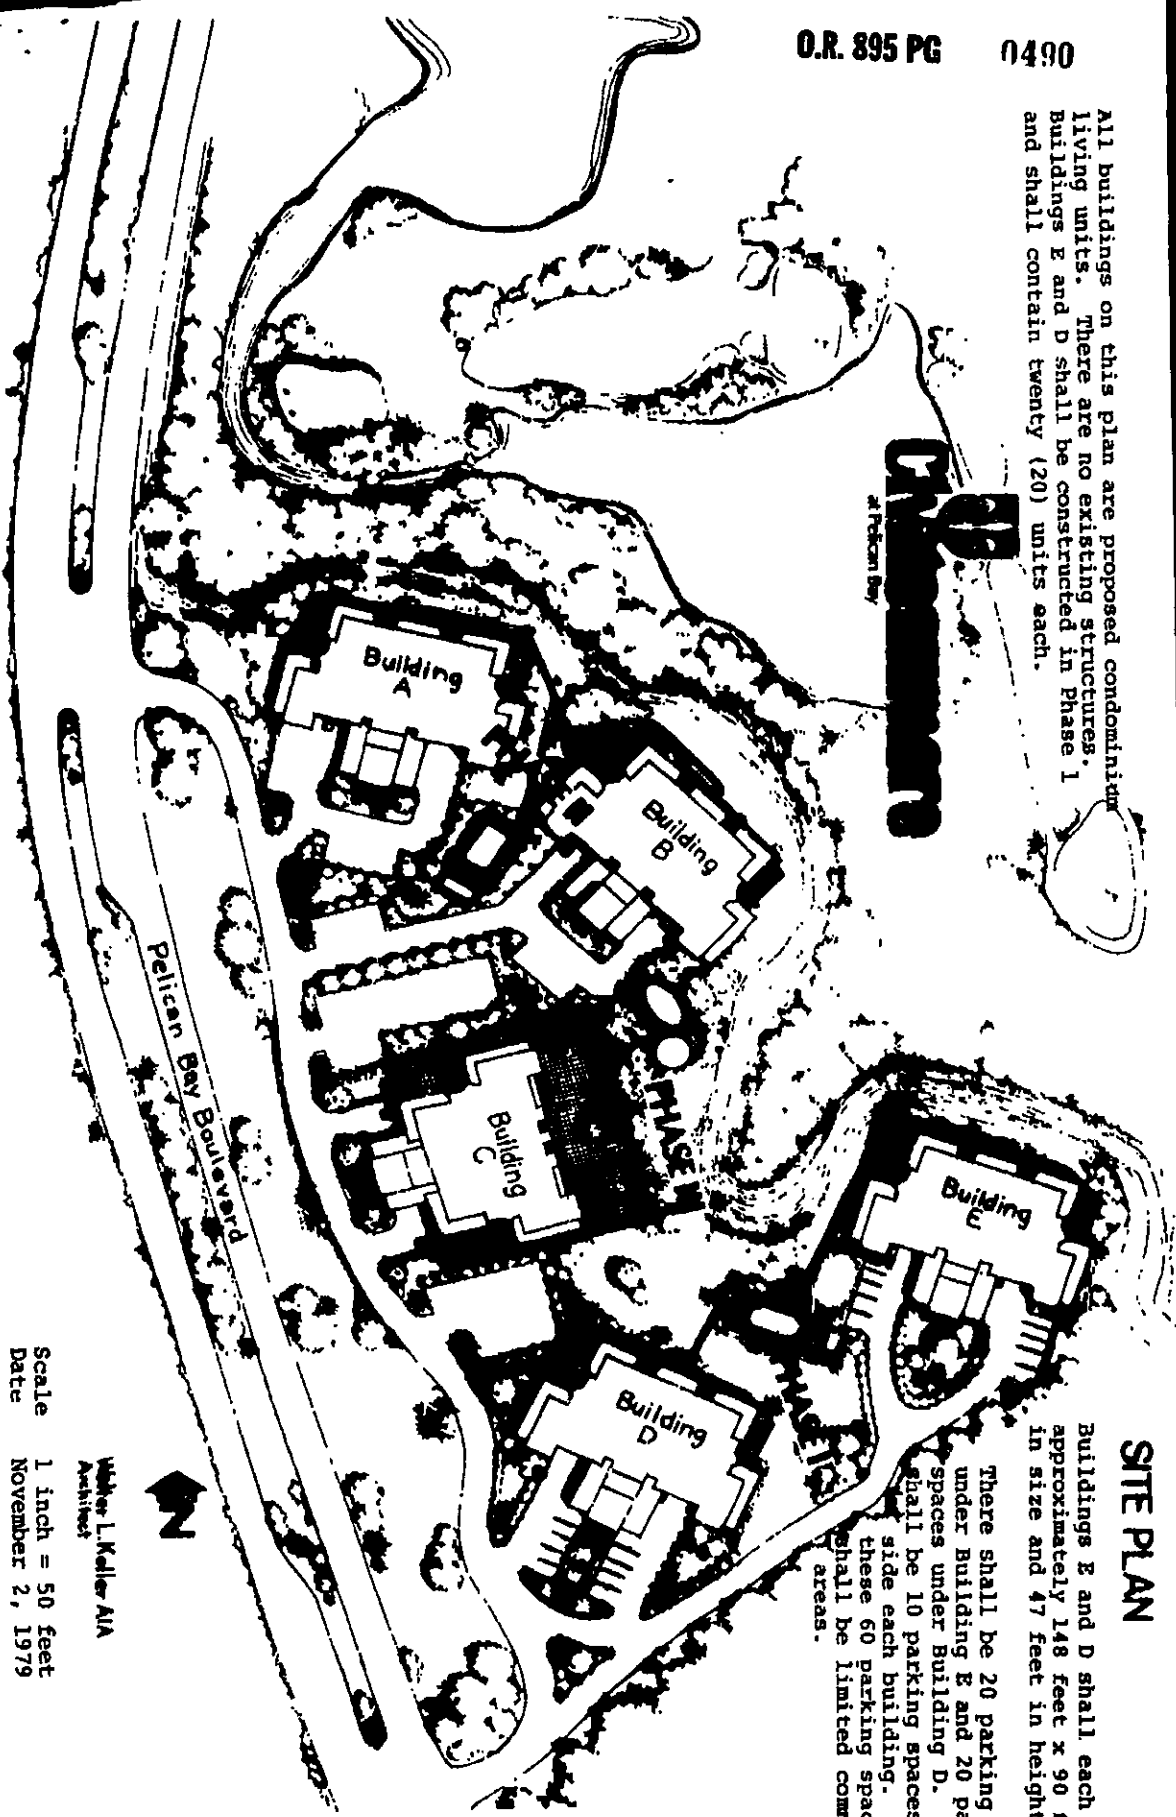 O.R. 895 PG 0490
All buildings on this plan are proposed condominium
living units. There are no existing structures.
Buildings E and D shall be constructed in Phase 1
and shall contain twenty (20) units each.
at Pelican Bay
SITE PLAN
Buildings E and D shall each
approximately 148 feet x 90
in size and 47 feet in height
There shall be 20 parking
under Building E and 20
spaces under Building D.
shall be 10 parking spaces
side each building.
these 60 parking
shall be limited
areas.
Building
A
Building
B
Building
C
Building
D
Building
E
PHASE
Pelican Bay Boulevard
N
L. Keller AIA
Architect
Scale 1 inch = 50 feet
Date November 2, 1979